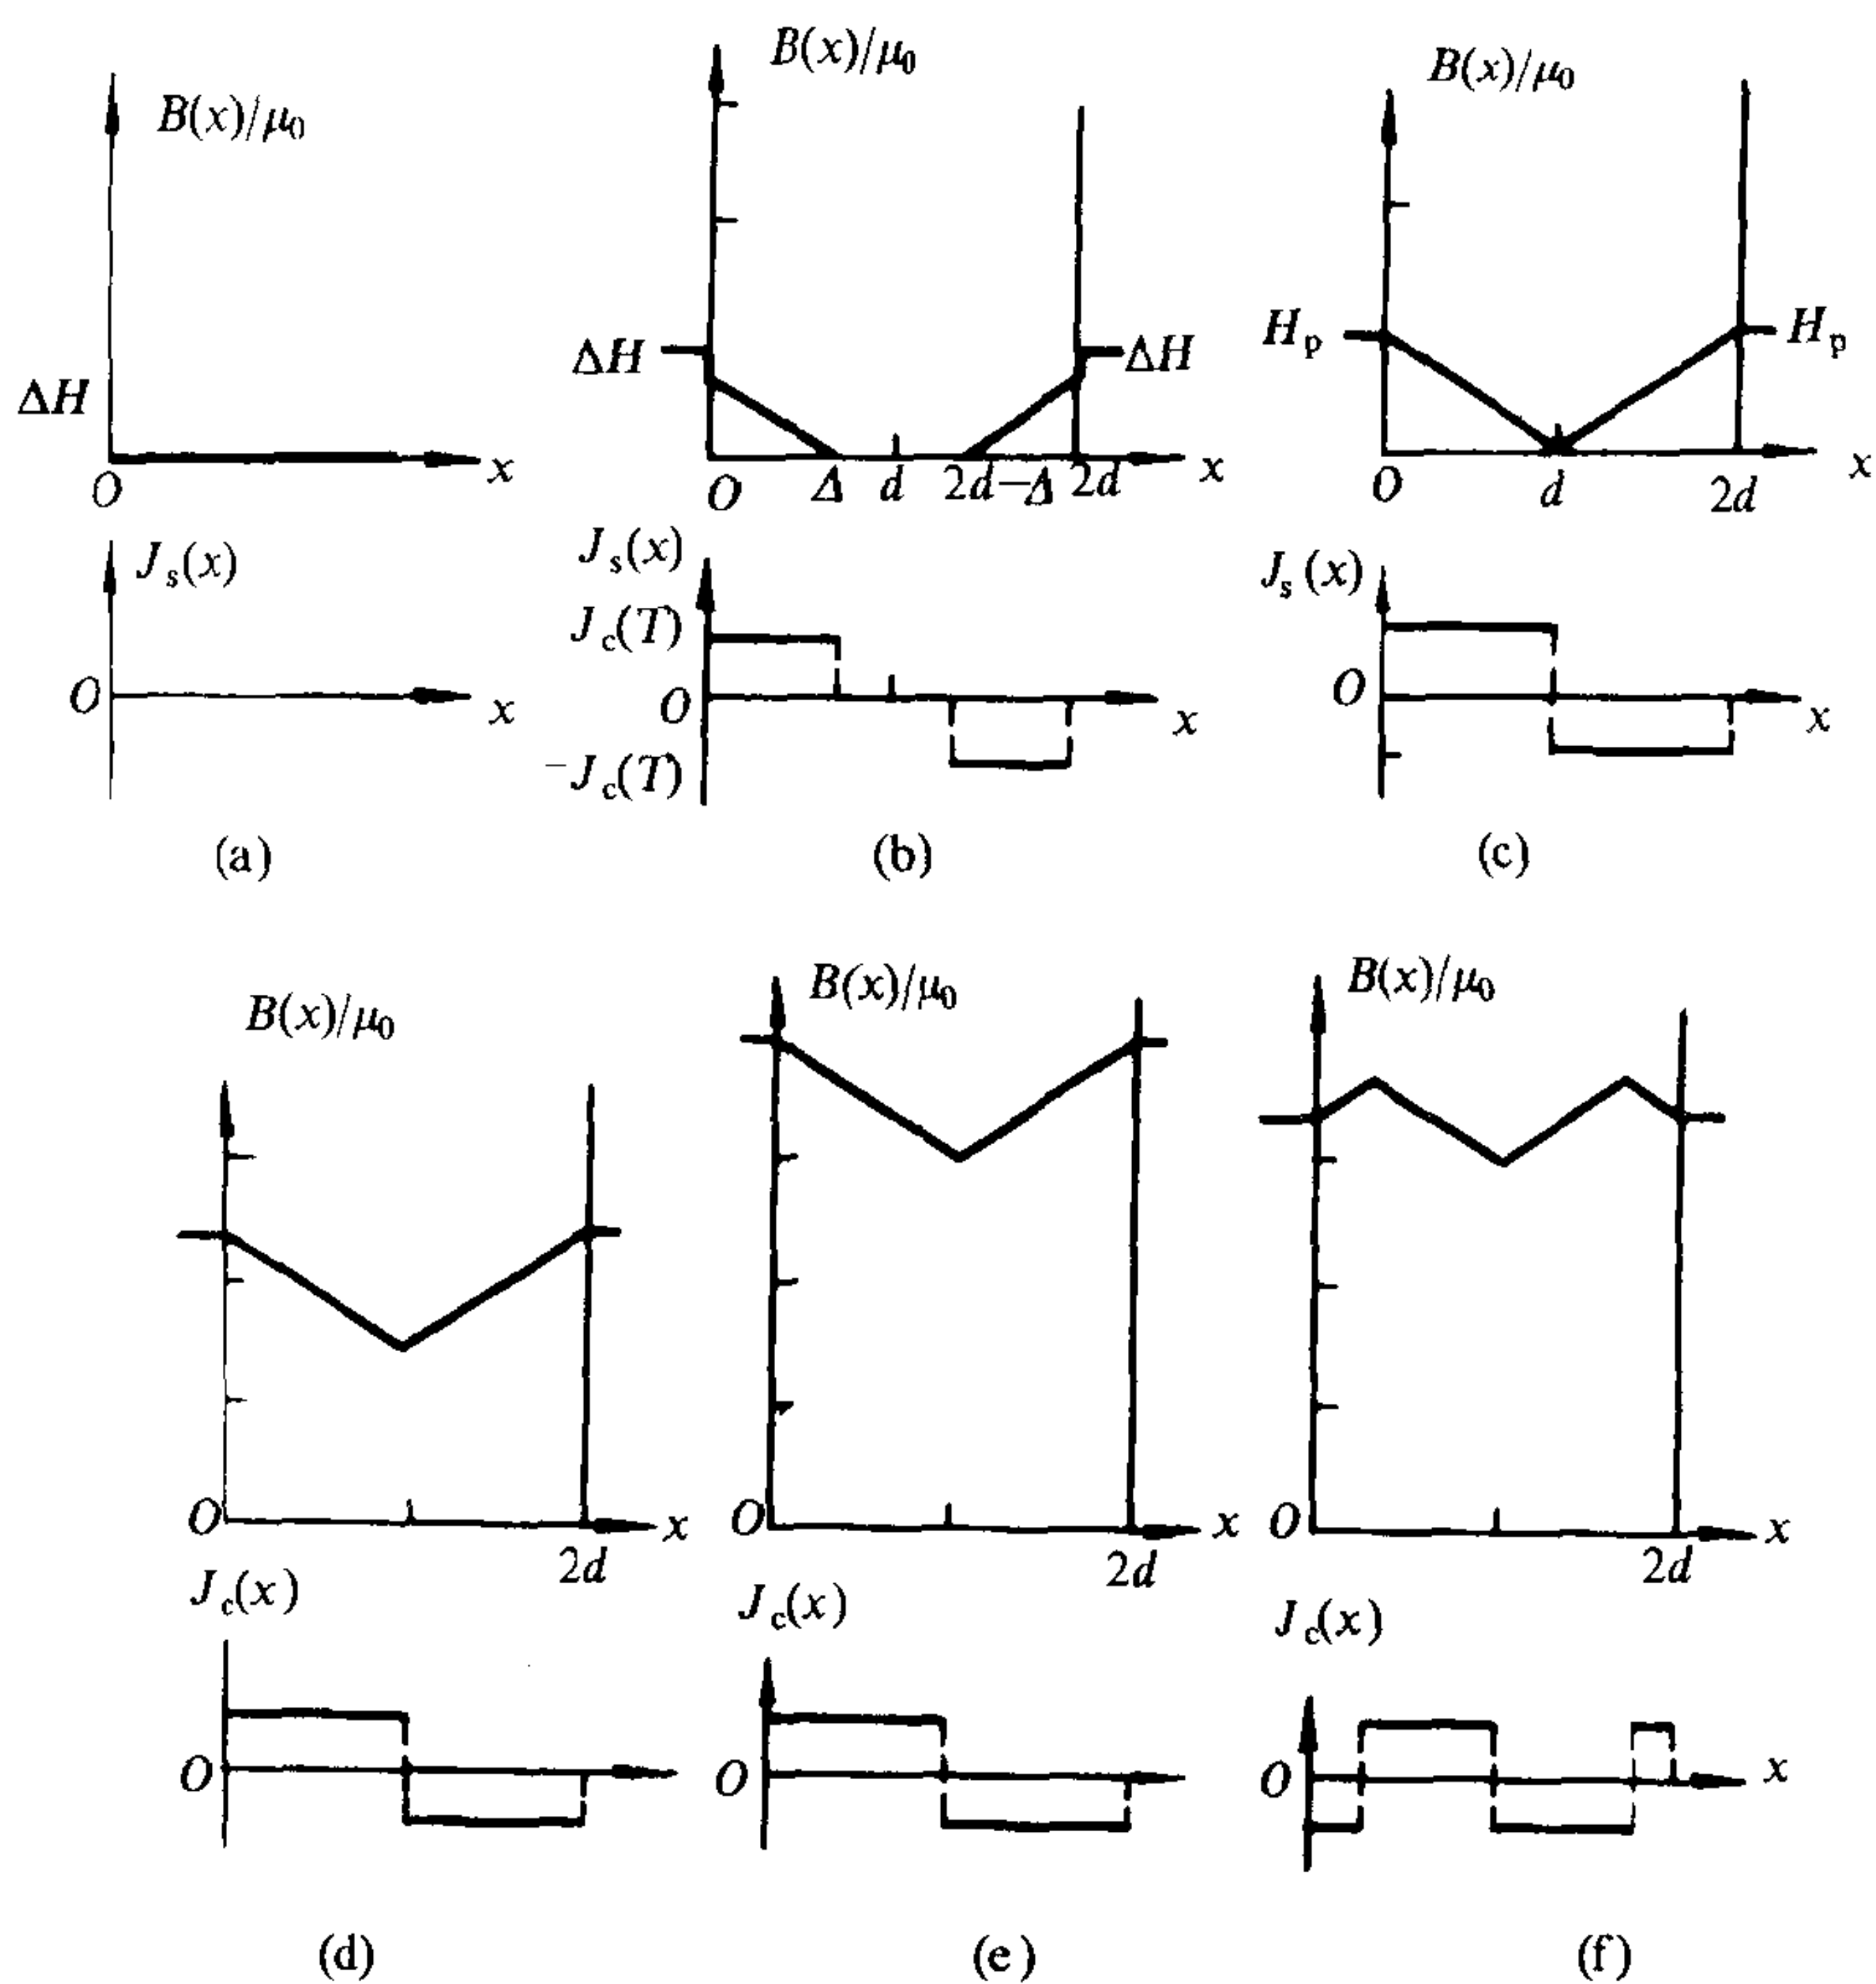 B(x)/μ₀ B(x)/μ₀ B(x)/μ₀
ΔH ΔH ΔH H_p H_p
O x O Δ d 2d−Δ 2d x O d 2d x
J_s(x) J_s(x) J_s(x)
J_c(T)
O x O x O x
−J_c(T)
(a) (b) (c)
B(x)/μ₀ B(x)/μ₀ B(x)/μ₀
O x O x O x
2d 2d 2d
J_c(x) J_c(x) J_c(x)
O O O x
(d) (e) (f)